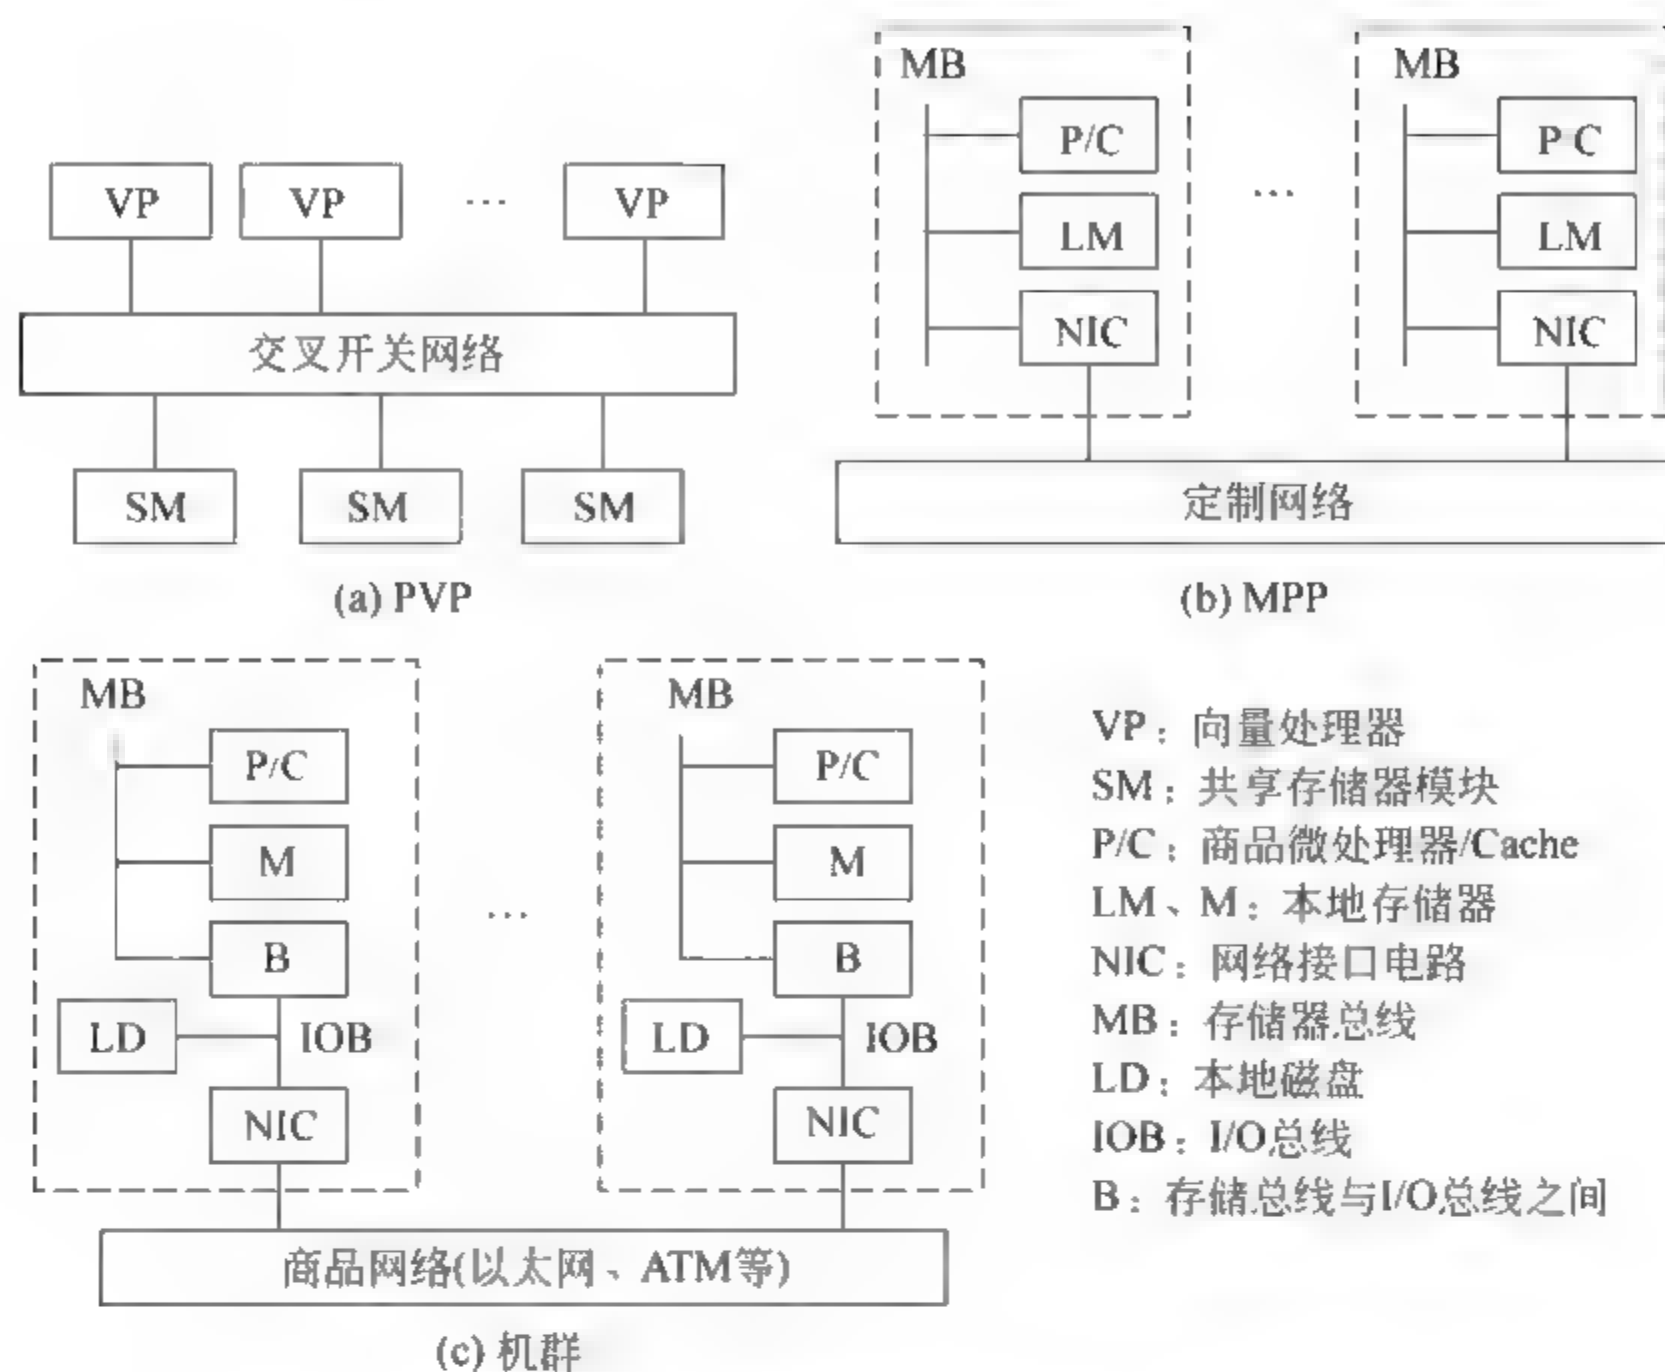 MB MB
P/C P C
VP VP … VP
… 
LM LM
NIC NIC
交叉开关网络
SM SM SM
定制网络
(a) PVP
(b) MPP
MB MB
P/C P/C
M M
…
B B
LD IOB LD IOB
NIC NIC
商品网络(以太网、ATM等)
(c) 机群
VP：向量处理器
SM：共享存储器模块
P/C：商品微处理器/Cache
LM、M：本地存储器
NIC：网络接口电路
MB：存储器总线
LD：本地磁盘
IOB：I/O总线
B：存储总线与I/O总线之间